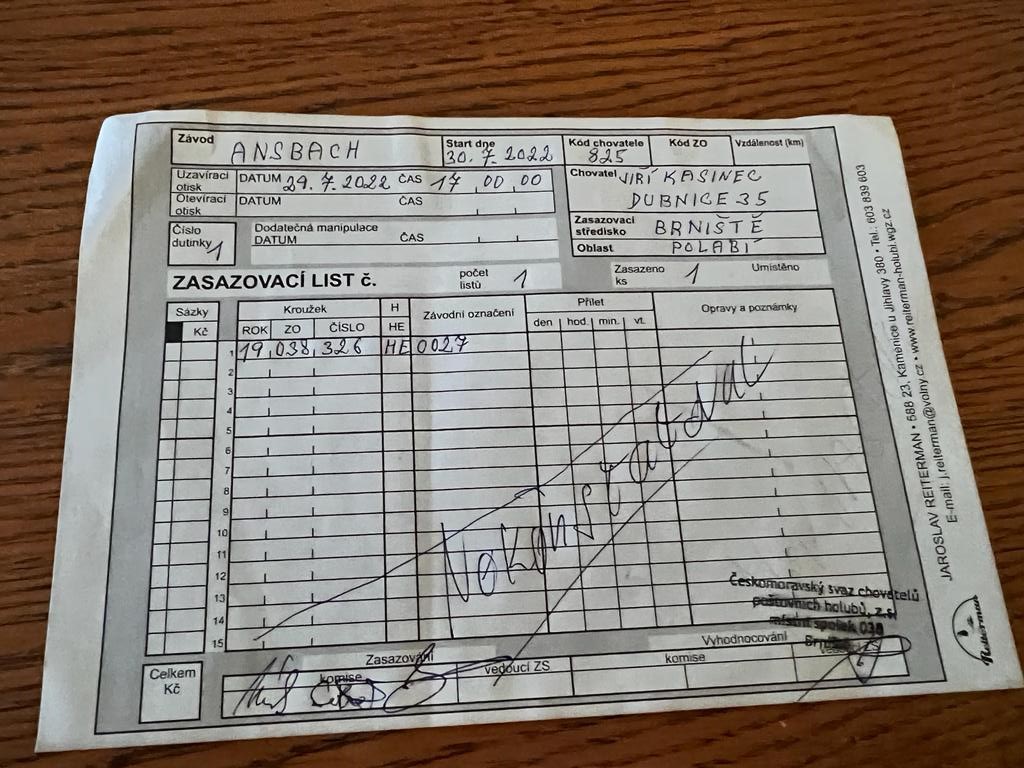 Závod ANSBACH Start dne 30. 7. 2022 Kód chovatele 825 Kód ZO Vzdálenost (km)
Uzavírací otisk DATUM 29. 7. 2022 ČAS 17 00 00
Otevírací otisk DATUM ČAS
Chovatel JIŘÍ KASINEC
DUBNICE 35
Číslo dutinky 1
Dodatečná manipulace
DATUM ČAS
Zasazovací středisko BRNIŠTĚ
Oblast POLABÍ
ZASAZOVACÍ LIST č. počet listů 1 Zasazeno ks 1 Umístěno
Sázky Kroužek H Závodní označení Přílet Opravy a poznámky
Kč ROK ZO ČÍSLO HE den hod. min. vt.
1 19 038 326 HE 0027
2
3
4
5
6
7
8
9
10
11
12
13
14
15
Českomoravský svaz chovatelů
poštovních holubů, z.s.
místní spolek 038
Celkem Kč
Zasazování Vyhodnocování
komise vedoucí ZS komise
JAROSLAV REITERMAN • 588 23, Kamenice u Jihlavy 380 • Tel.: 603 839 603
E-mail: j.reiterman@volny.cz • www.reiterman-holubi.wgz.cz
Reiterman